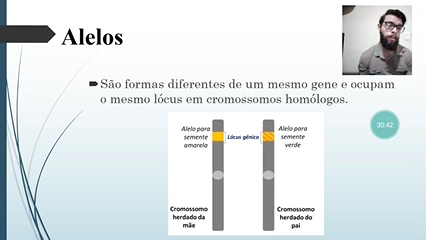 Alelos
São formas diferentes de um mesmo gene e ocupam
o mesmo lócus em cromossomos homólogos.
30:42
Alelo para
semente
amarela
Lócus gênico
Alelo para
semente
verde
Cromossomo
herdado da
mãe
Cromossomo
herdado do
pai